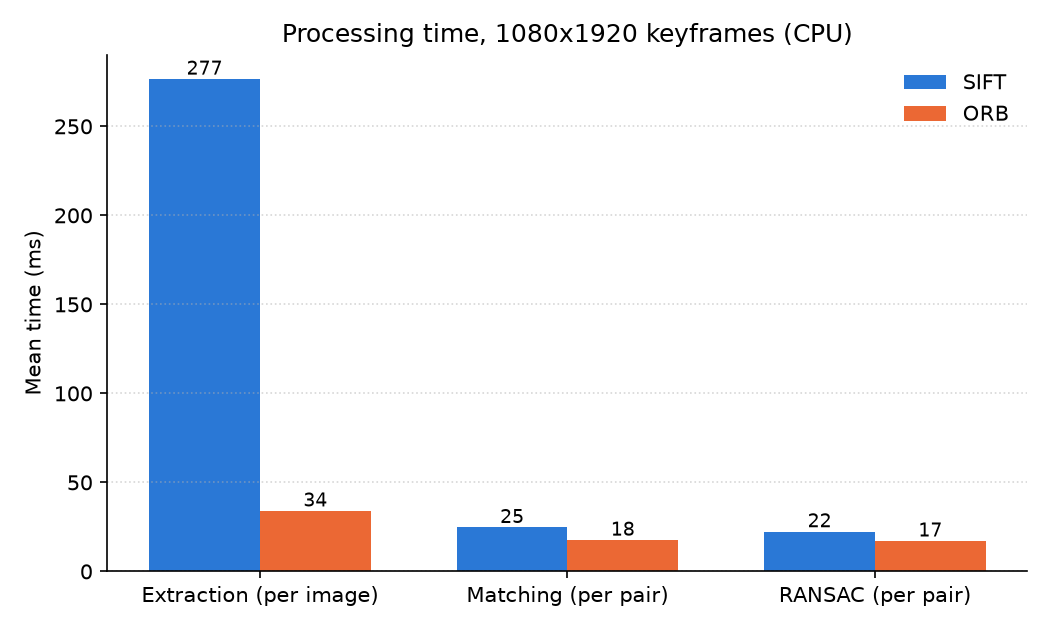 Processing time, 1080x1920 keyframes (CPU)
SIFT
ORB
Mean time (ms)
250
200
150
100
50
0
277
34
25
18
22
17
Extraction (per image)
Matching (per pair)
RANSAC (per pair)